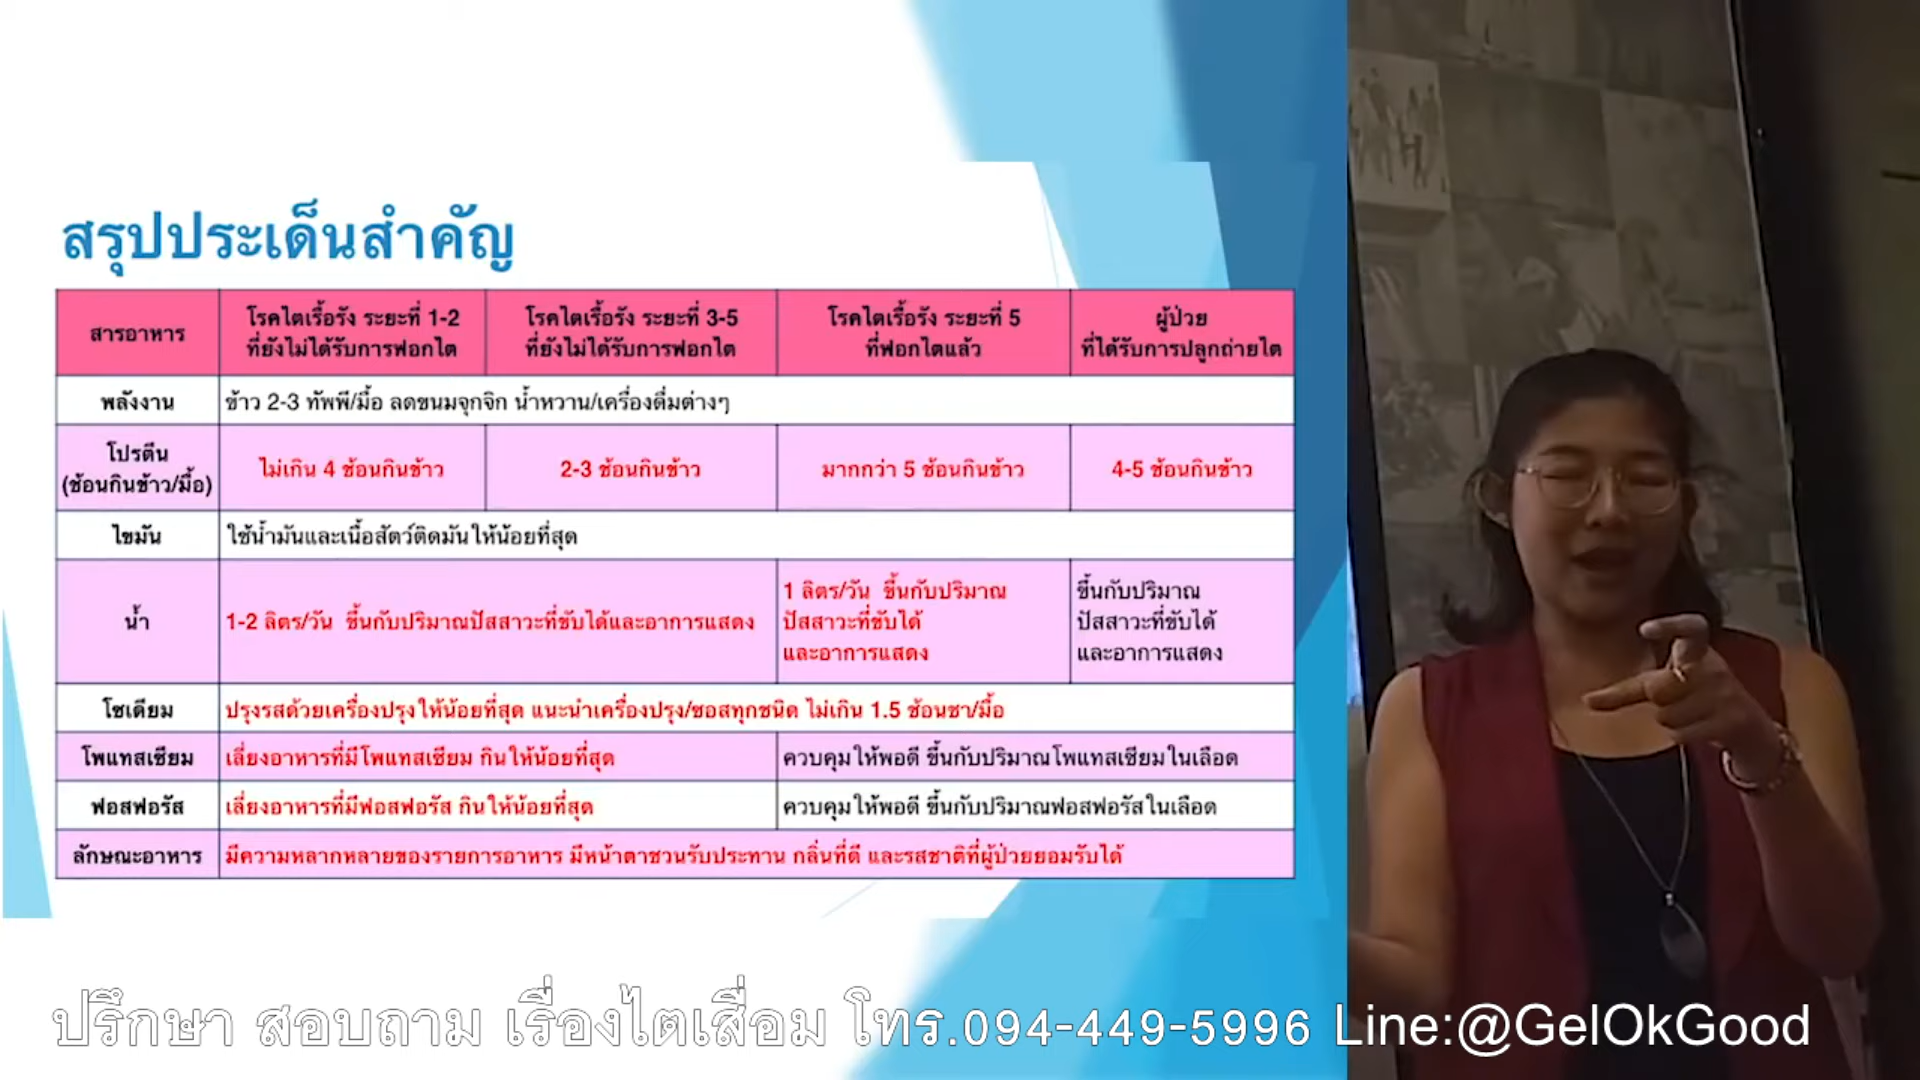 สรุปประเด็นสำคัญ
สารอาหาร
โรคไตเรื้อรัง ระยะที่ 1-2
ที่ยังไม่ได้รับการฟอกไต
โรคไตเรื้อรัง ระยะที่ 3-5
ที่ยังไม่ได้รับการฟอกไต
โรคไตเรื้อรัง ระยะที่ 5
ที่ฟอกไตแล้ว
ผู้ป่วย
ที่ได้รับการปลูกถ่ายไต
พลังงาน
ข้าว 2-3 ทัพพี/มื้อ ลดขนมจุกจิก น้ำหวาน/เครื่องดื่มต่างๆ
โปรตีน
(ช้อนกินข้าว/มื้อ)
ไม่เกิน 4 ช้อนกินข้าว
2-3 ช้อนกินข้าว
มากกว่า 5 ช้อนกินข้าว
4-5 ช้อนกินข้าว
ไขมัน
ใช้น้ำมันและเนื้อสัตว์ติดมันให้น้อยที่สุด
น้ำ
1-2 ลิตร/วัน ขึ้นกับปริมาณปัสสาวะที่ขับได้และอาการแสดง
1 ลิตร/วัน ขึ้นกับปริมาณ
ปัสสาวะที่ขับได้
และอาการแสดง
ขึ้นกับปริมาณ
ปัสสาวะที่ขับได้
และอาการแสดง
โซเดียม
ปรุงรสด้วยเครื่องปรุงให้น้อยที่สุด แนะนำเครื่องปรุง/ซอสทุกชนิด ไม่เกิน 1.5 ช้อนชา/มื้อ
โพแทสเซียม
เลี่ยงอาหารที่มีโพแทสเซียม กินให้น้อยที่สุด
ควบคุมให้พอดี ขึ้นกับปริมาณโพแทสเซียมในเลือด
ฟอสฟอรัส
เลี่ยงอาหารที่มีฟอสฟอรัส กินให้น้อยที่สุด
ควบคุมให้พอดี ขึ้นกับปริมาณฟอสฟอรัสในเลือด
ลักษณะอาหาร
มีความหลากหลายของรายการอาหาร มีหน้าตาชวนรับประทาน กลิ่นที่ดี และรสชาติที่ผู้ป่วยยอมรับได้
ปรึกษา สอบถาม เรื่องไตเสื่อม โทร.094-449-5996 Line:@GelOkGood